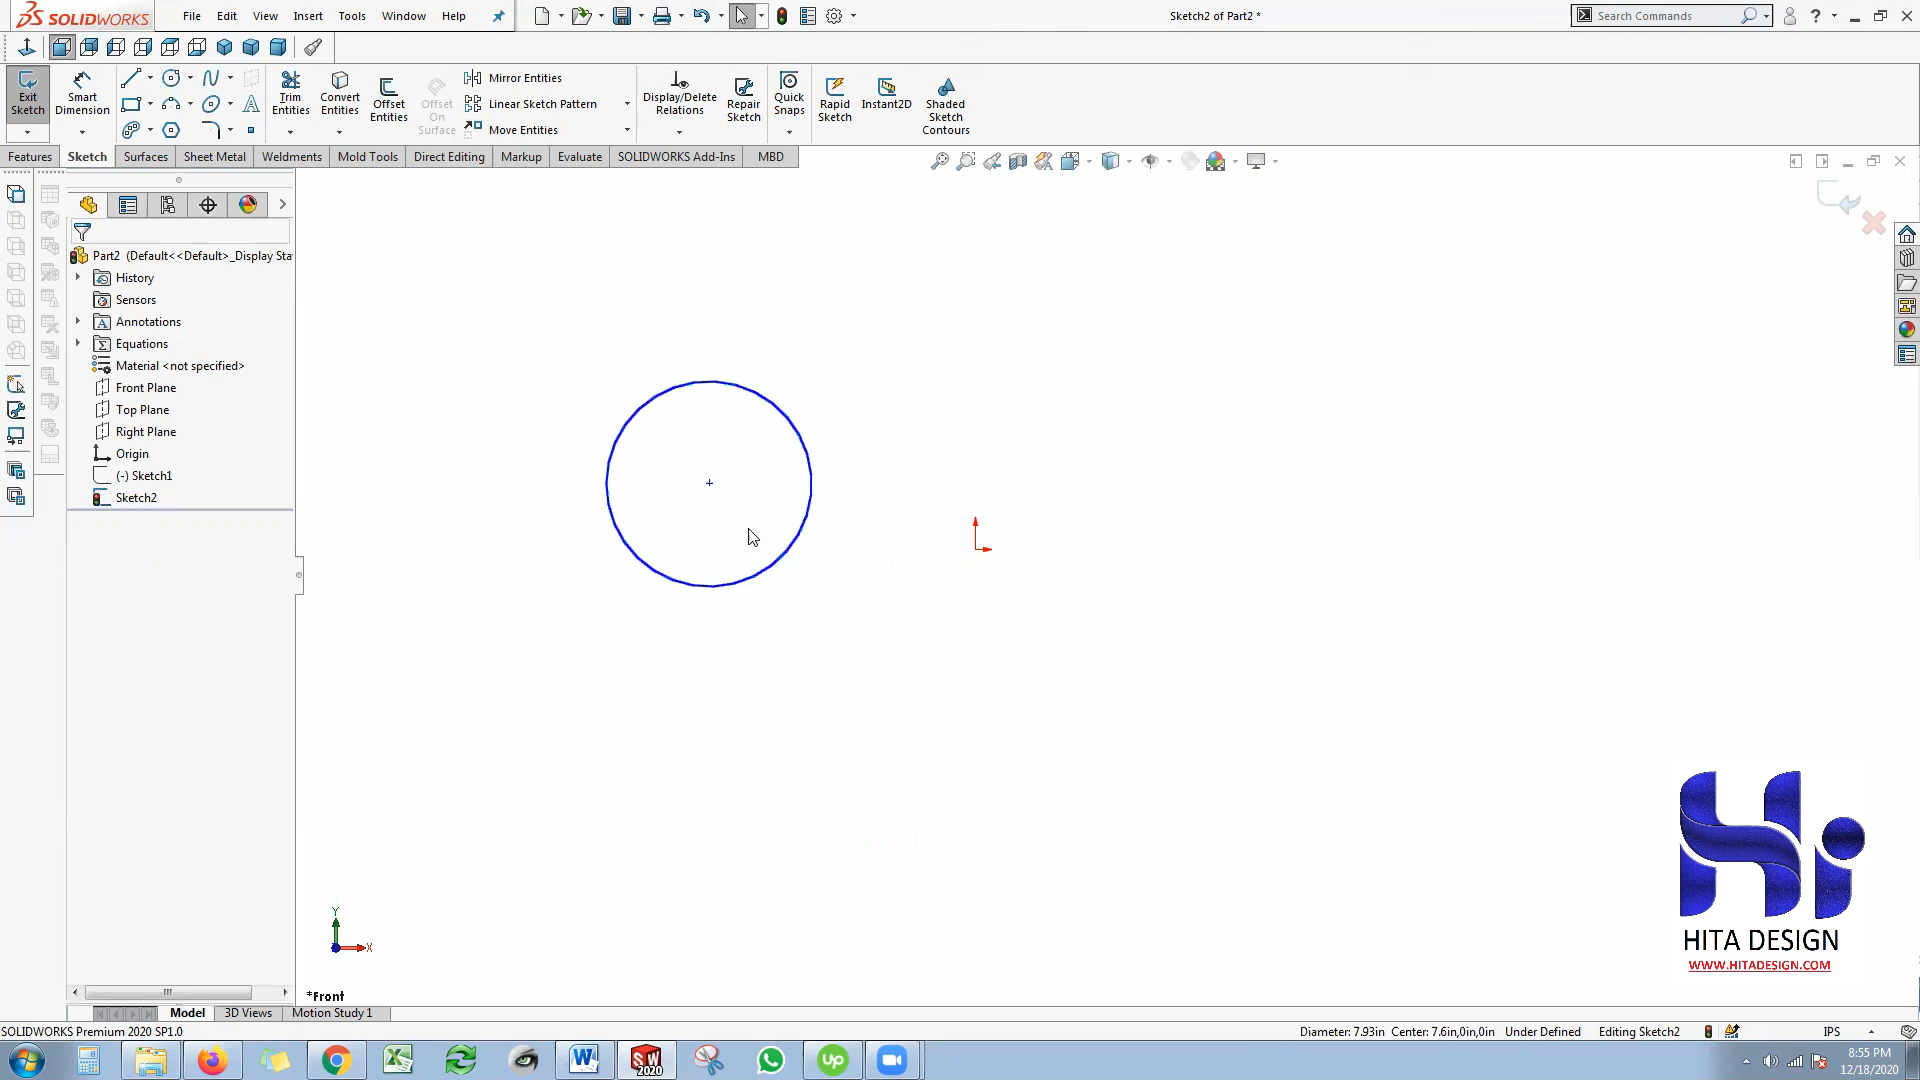 SOLIDWORKS File Edit View Insert Tools Window Help Sketch2 of Part2 * Search Commands ?
Exit Sketch
Smart Dimension
Trim Entities
Convert Entities
Offset Entities
Offset On Surface
Mirror Entities
Linear Sketch Pattern
Move Entities
Display/Delete Relations
Repair Sketch
Quick Snaps
Rapid Sketch
Instant2D
Shaded Sketch Contours
Features Sketch Surfaces Sheet Metal Weldments Mold Tools Direct Editing Markup Evaluate SOLIDWORKS Add-Ins MBD
Part2 (Default<<Default>_Display Sta
History
Sensors
Annotations
Equations
Material <not specified>
Front Plane
Top Plane
Right Plane
Origin
(-) Sketch1
Sketch2
Y
X
*Front
HITA DESIGN
WWW.HITADESIGN.COM
Model 3D Views Motion Study 1
SOLIDWORKS Premium 2020 SP1.0 Diameter: 7.93in Center: 7.6in,0in,0in Under Defined Editing Sketch2 IPS
SW 2020
Up
8:55 PM
12/18/2020